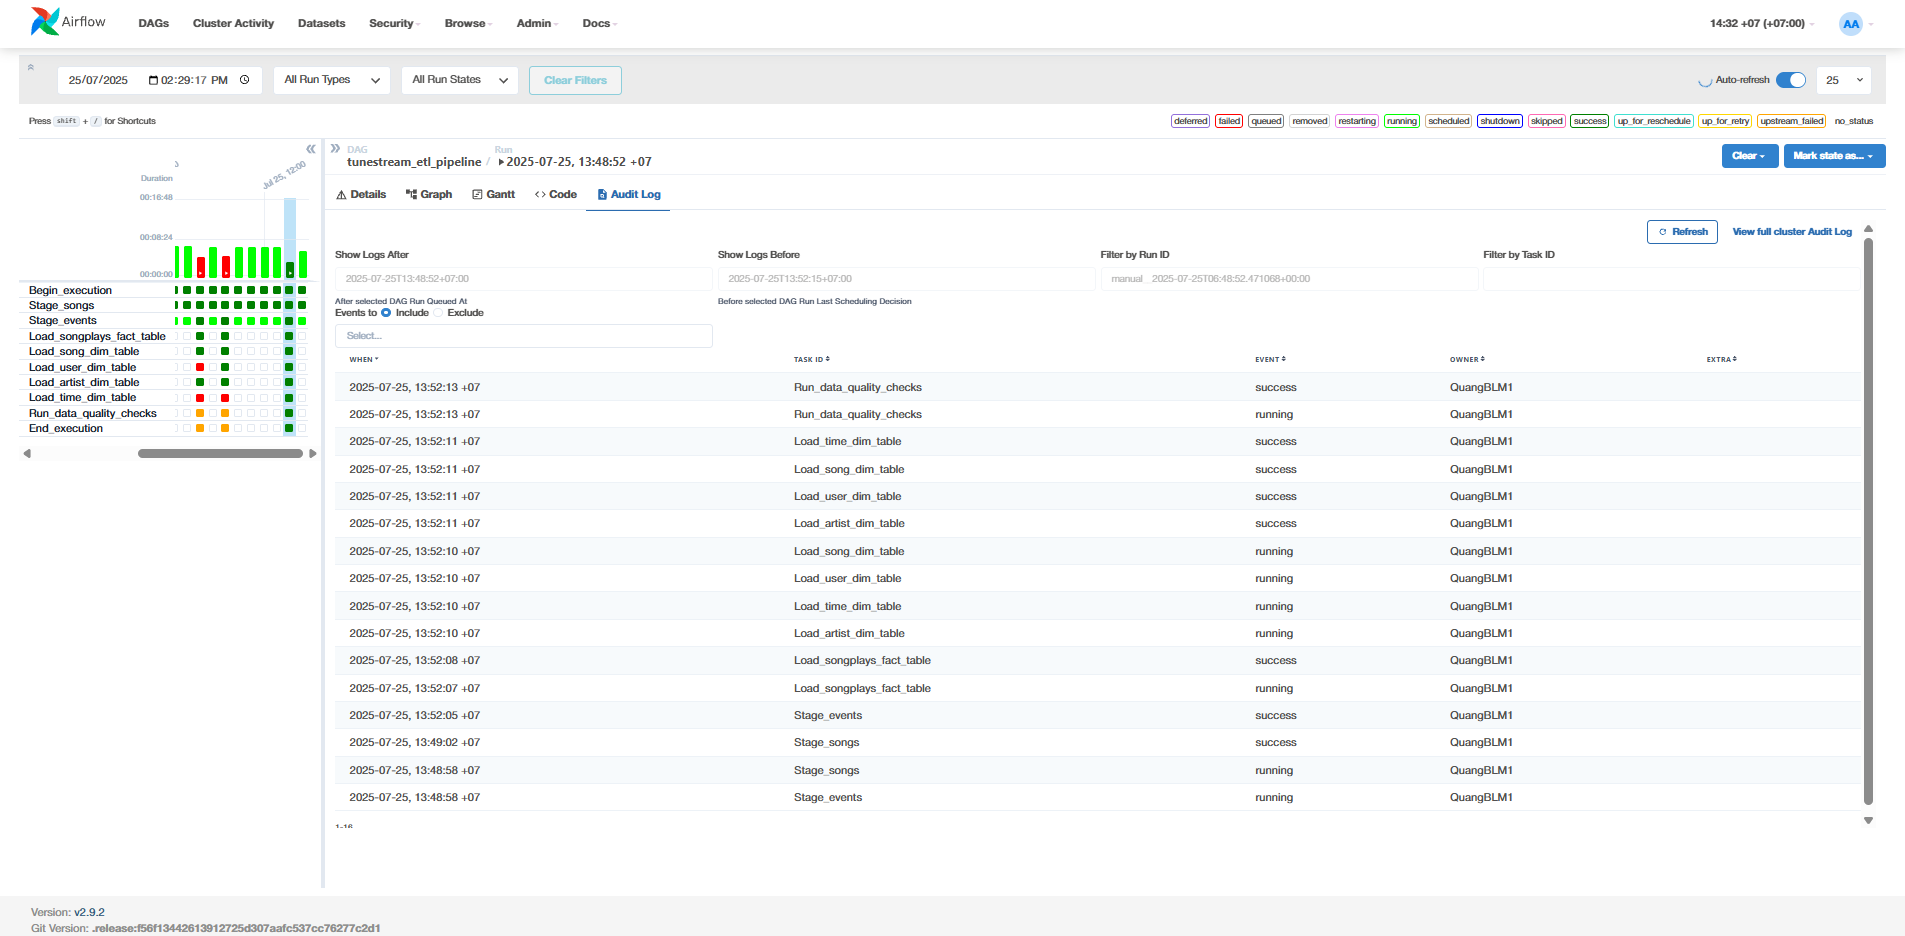 Airflow DAGs Cluster Activity Datasets Security Browse Admin Docs 14:32 +07 (+07:00) AA
25/07/2025 02:29:17 PM All Run Types All Run States Clear Filters Auto-refresh 25
Press shift + / for Shortcuts deferred failed queued removed restarting running scheduled shutdown skipped success up_for_reschedule up_for_retry upstream_failed no_status
DAG Run
tunestream_etl_pipeline / 2025-07-25, 13:48:52 +07 Clear Mark state as...
Jul 25, 12:00
Duration
00:16:48
00:08:24
00:00:00
Begin_execution
Stage_songs
Stage_events
Load_songplays_fact_table
Load_song_dim_table
Load_user_dim_table
Load_artist_dim_table
Load_time_dim_table
Run_data_quality_checks
End_execution
Details Graph Gantt <> Code Audit Log
Refresh View full cluster Audit Log
Show Logs After Show Logs Before Filter by Run ID Filter by Task ID
2025-07-25T13:48:52+07:00 2025-07-25T13:52:15+07:00 manual__2025-07-25T06:48:52.471068+00:00
After selected DAG Run Queued At Before selected DAG Run Last Scheduling Decision
Events to Include Exclude
Select...
WHEN TASK ID EVENT OWNER EXTRA
2025-07-25, 13:52:13 +07 Run_data_quality_checks success QuangBLM1
2025-07-25, 13:52:13 +07 Run_data_quality_checks running QuangBLM1
2025-07-25, 13:52:11 +07 Load_time_dim_table success QuangBLM1
2025-07-25, 13:52:11 +07 Load_song_dim_table success QuangBLM1
2025-07-25, 13:52:11 +07 Load_user_dim_table success QuangBLM1
2025-07-25, 13:52:11 +07 Load_artist_dim_table success QuangBLM1
2025-07-25, 13:52:10 +07 Load_song_dim_table running QuangBLM1
2025-07-25, 13:52:10 +07 Load_user_dim_table running QuangBLM1
2025-07-25, 13:52:10 +07 Load_time_dim_table running QuangBLM1
2025-07-25, 13:52:10 +07 Load_artist_dim_table running QuangBLM1
2025-07-25, 13:52:08 +07 Load_songplays_fact_table success QuangBLM1
2025-07-25, 13:52:07 +07 Load_songplays_fact_table running QuangBLM1
2025-07-25, 13:52:05 +07 Stage_events success QuangBLM1
2025-07-25, 13:49:02 +07 Stage_songs success QuangBLM1
2025-07-25, 13:48:58 +07 Stage_songs running QuangBLM1
2025-07-25, 13:48:58 +07 Stage_events running QuangBLM1
1-16
Version: v2.9.2
Git Version: .release:f56f13442613912725d307aafc537cc76277c2d1